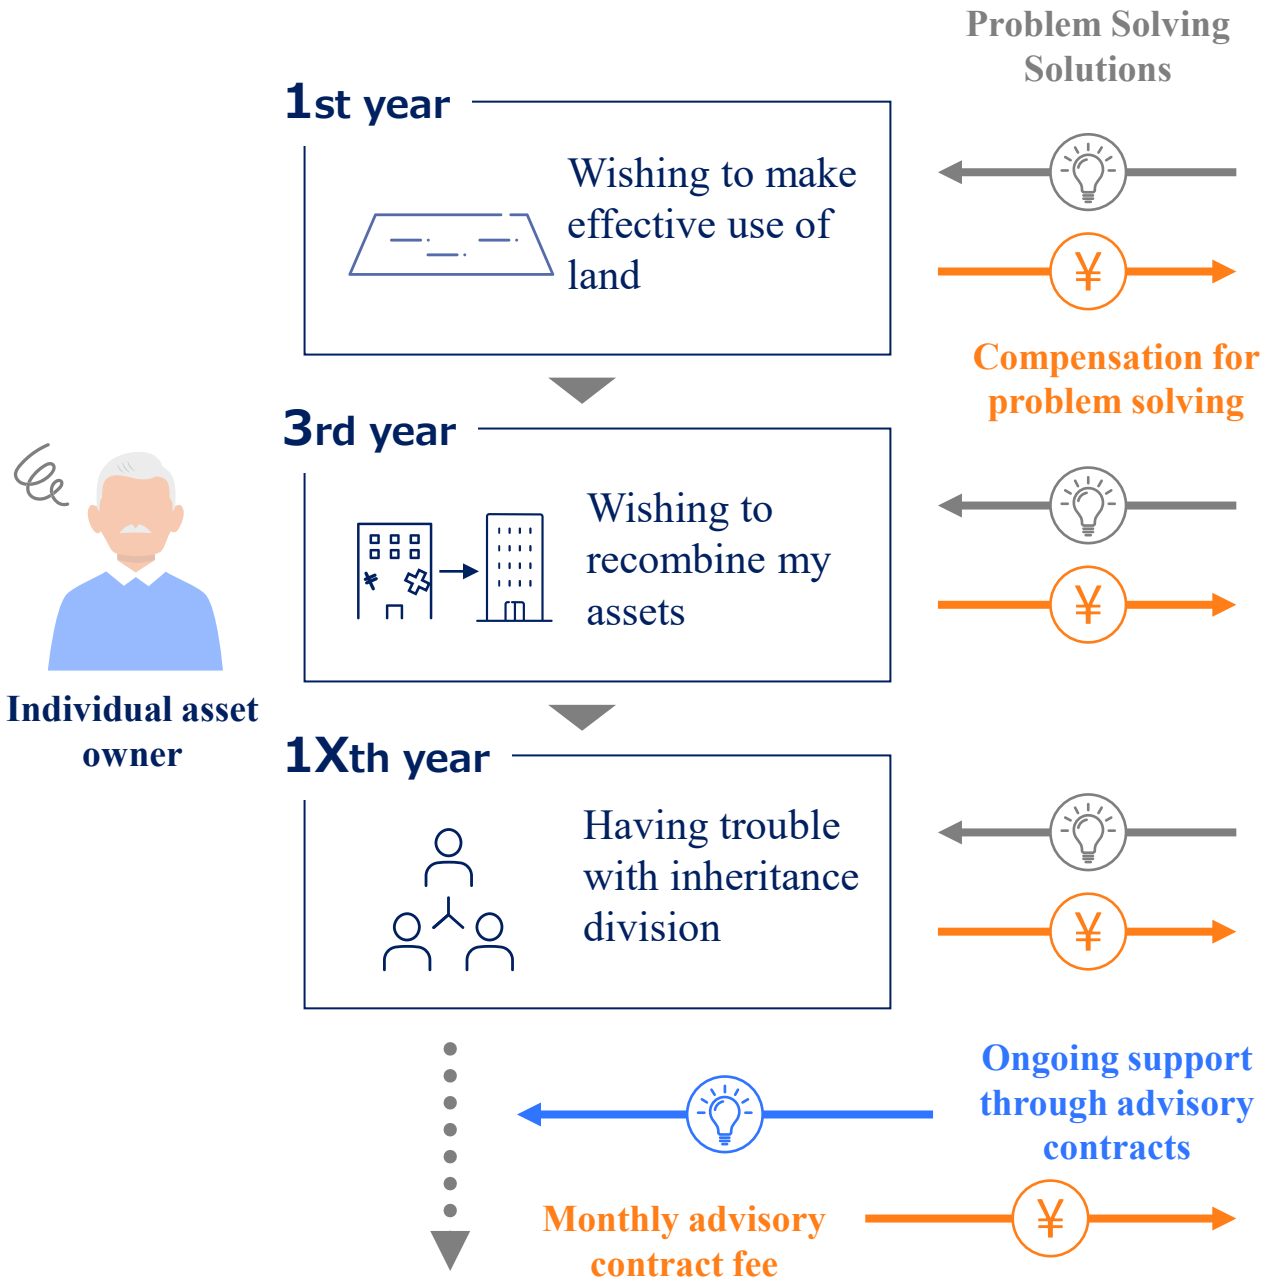 Problem Solving
Solutions
1st year
Wishing to make
effective use of
land
¥
Compensation for
problem solving
3rd year
Wishing to
recombine my
assets
¥
Individual asset
owner
1Xth year
Having trouble
with inheritance
division
¥
Ongoing support
through advisory
contracts
Monthly advisory
contract fee
¥